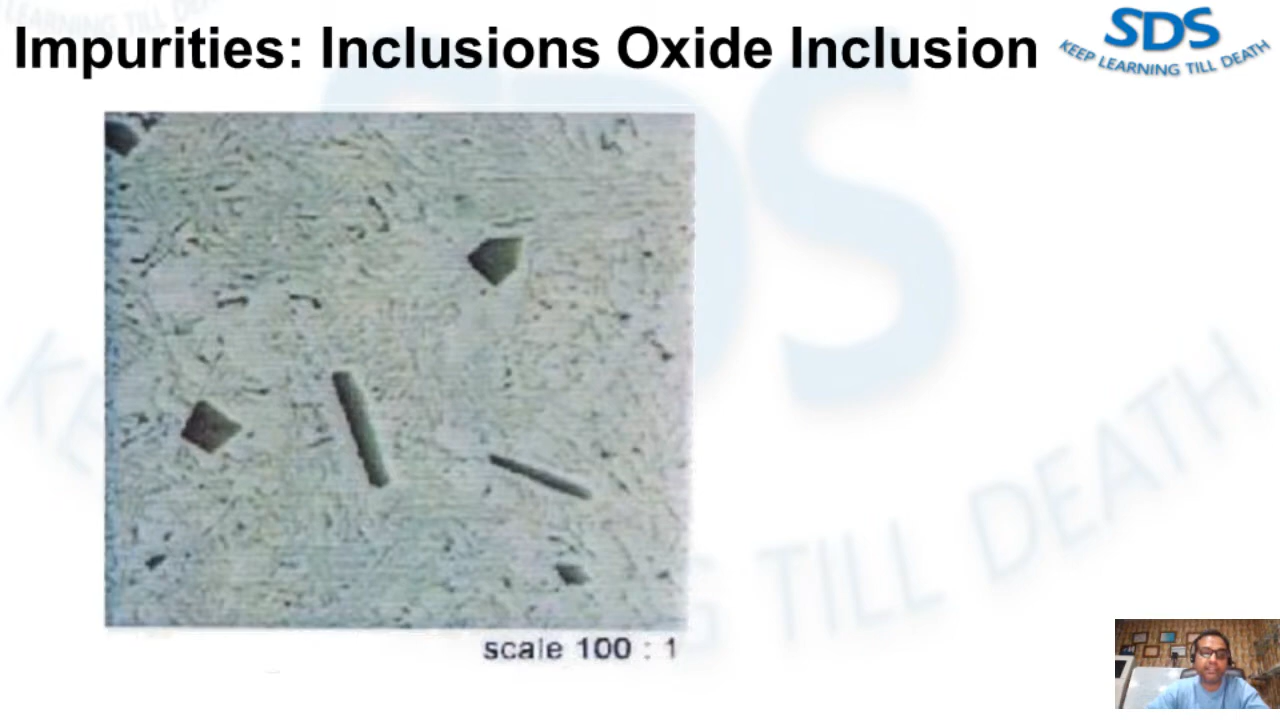 Impurities: Inclusions Oxide Inclusion
SDS
KEEP LEARNING TILL DEATH
scale 100 : 1